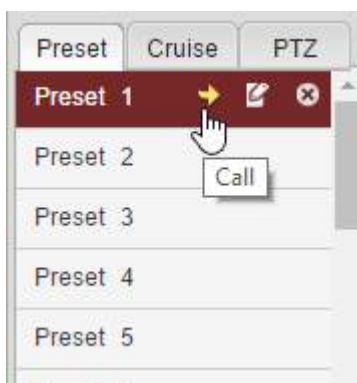 Preset Cruise PTZ
Preset 1
Call
Preset 2
Preset 3
Preset 4
Preset 5